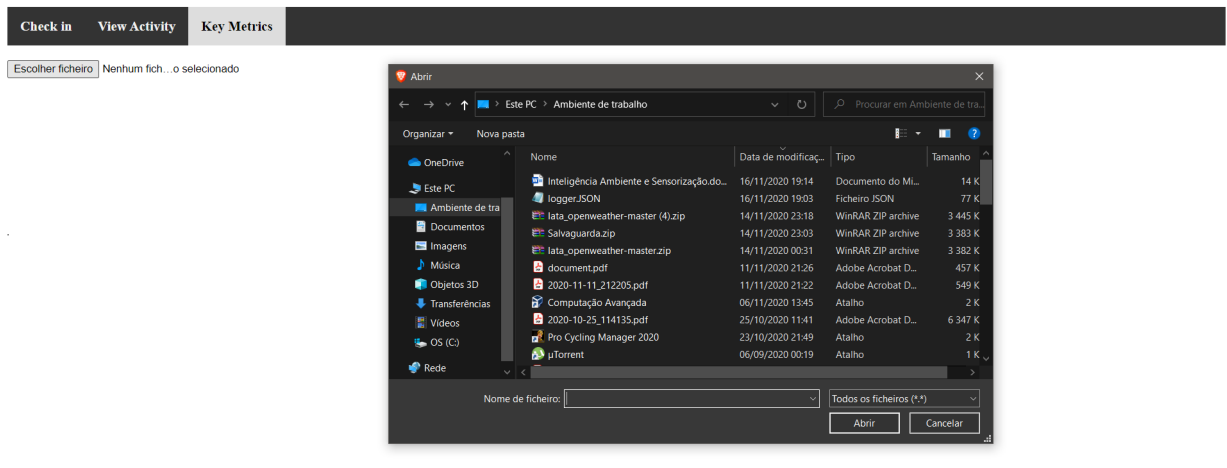 Check in View Activity Key Metrics
Escolher ficheiro Nenhum fich…o selecionado
Abrir
Este PC > Ambiente de trabalho
Procurar em Ambiente de tra...
Organizar Nova pasta
OneDrive
Este PC
Ambiente de tra
Documentos
Imagens
Música
Objetos 3D
Transferências
Vídeos
OS (C:)
Rede
Nome Data de modificaç... Tipo Tamanho
Inteligência Ambiente e Sensorização.do... 16/11/2020 19:14 Documento do Mi... 14 K
loggerJSON 16/11/2020 19:03 Ficheiro JSON 77 K
lata_openweather-master (4).zip 14/11/2020 23:18 WinRAR ZIP archive 3 445 K
Salvaguarda.zip 14/11/2020 23:03 WinRAR ZIP archive 3 383 K
lata_openweather-master.zip 14/11/2020 00:31 WinRAR ZIP archive 3 382 K
document.pdf 11/11/2020 21:26 Adobe Acrobat D... 457 K
2020-11-11_212205.pdf 11/11/2020 21:22 Adobe Acrobat D... 549 K
Computação Avançada 06/11/2020 13:45 Atalho 2 K
2020-10-25_114135.pdf 25/10/2020 11:41 Adobe Acrobat D... 6 347 K
Pro Cycling Manager 2020 23/10/2020 21:49 Atalho 2 K
µTorrent 06/09/2020 00:19 Atalho 1 K
Nome de ficheiro: Todos os ficheiros (*.*)
Abrir Cancelar